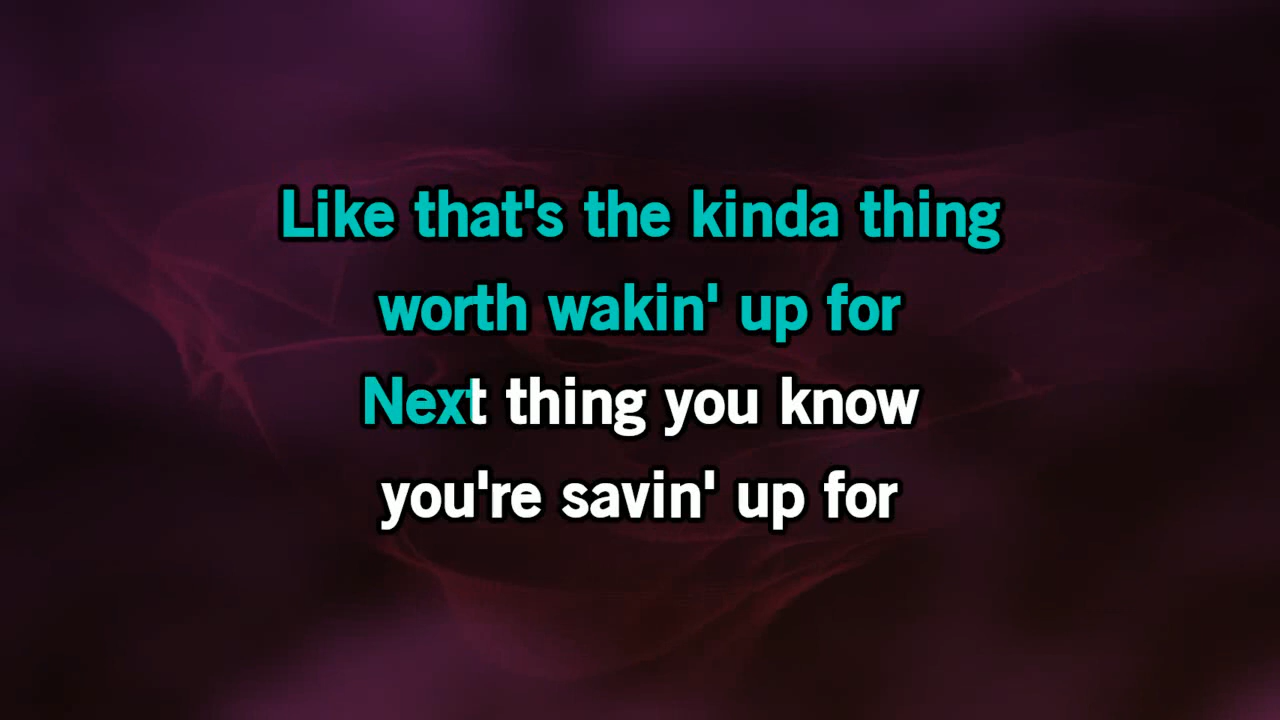 Like that's the kinda thing
worth wakin' up for
Next thing you know
you're savin' up for